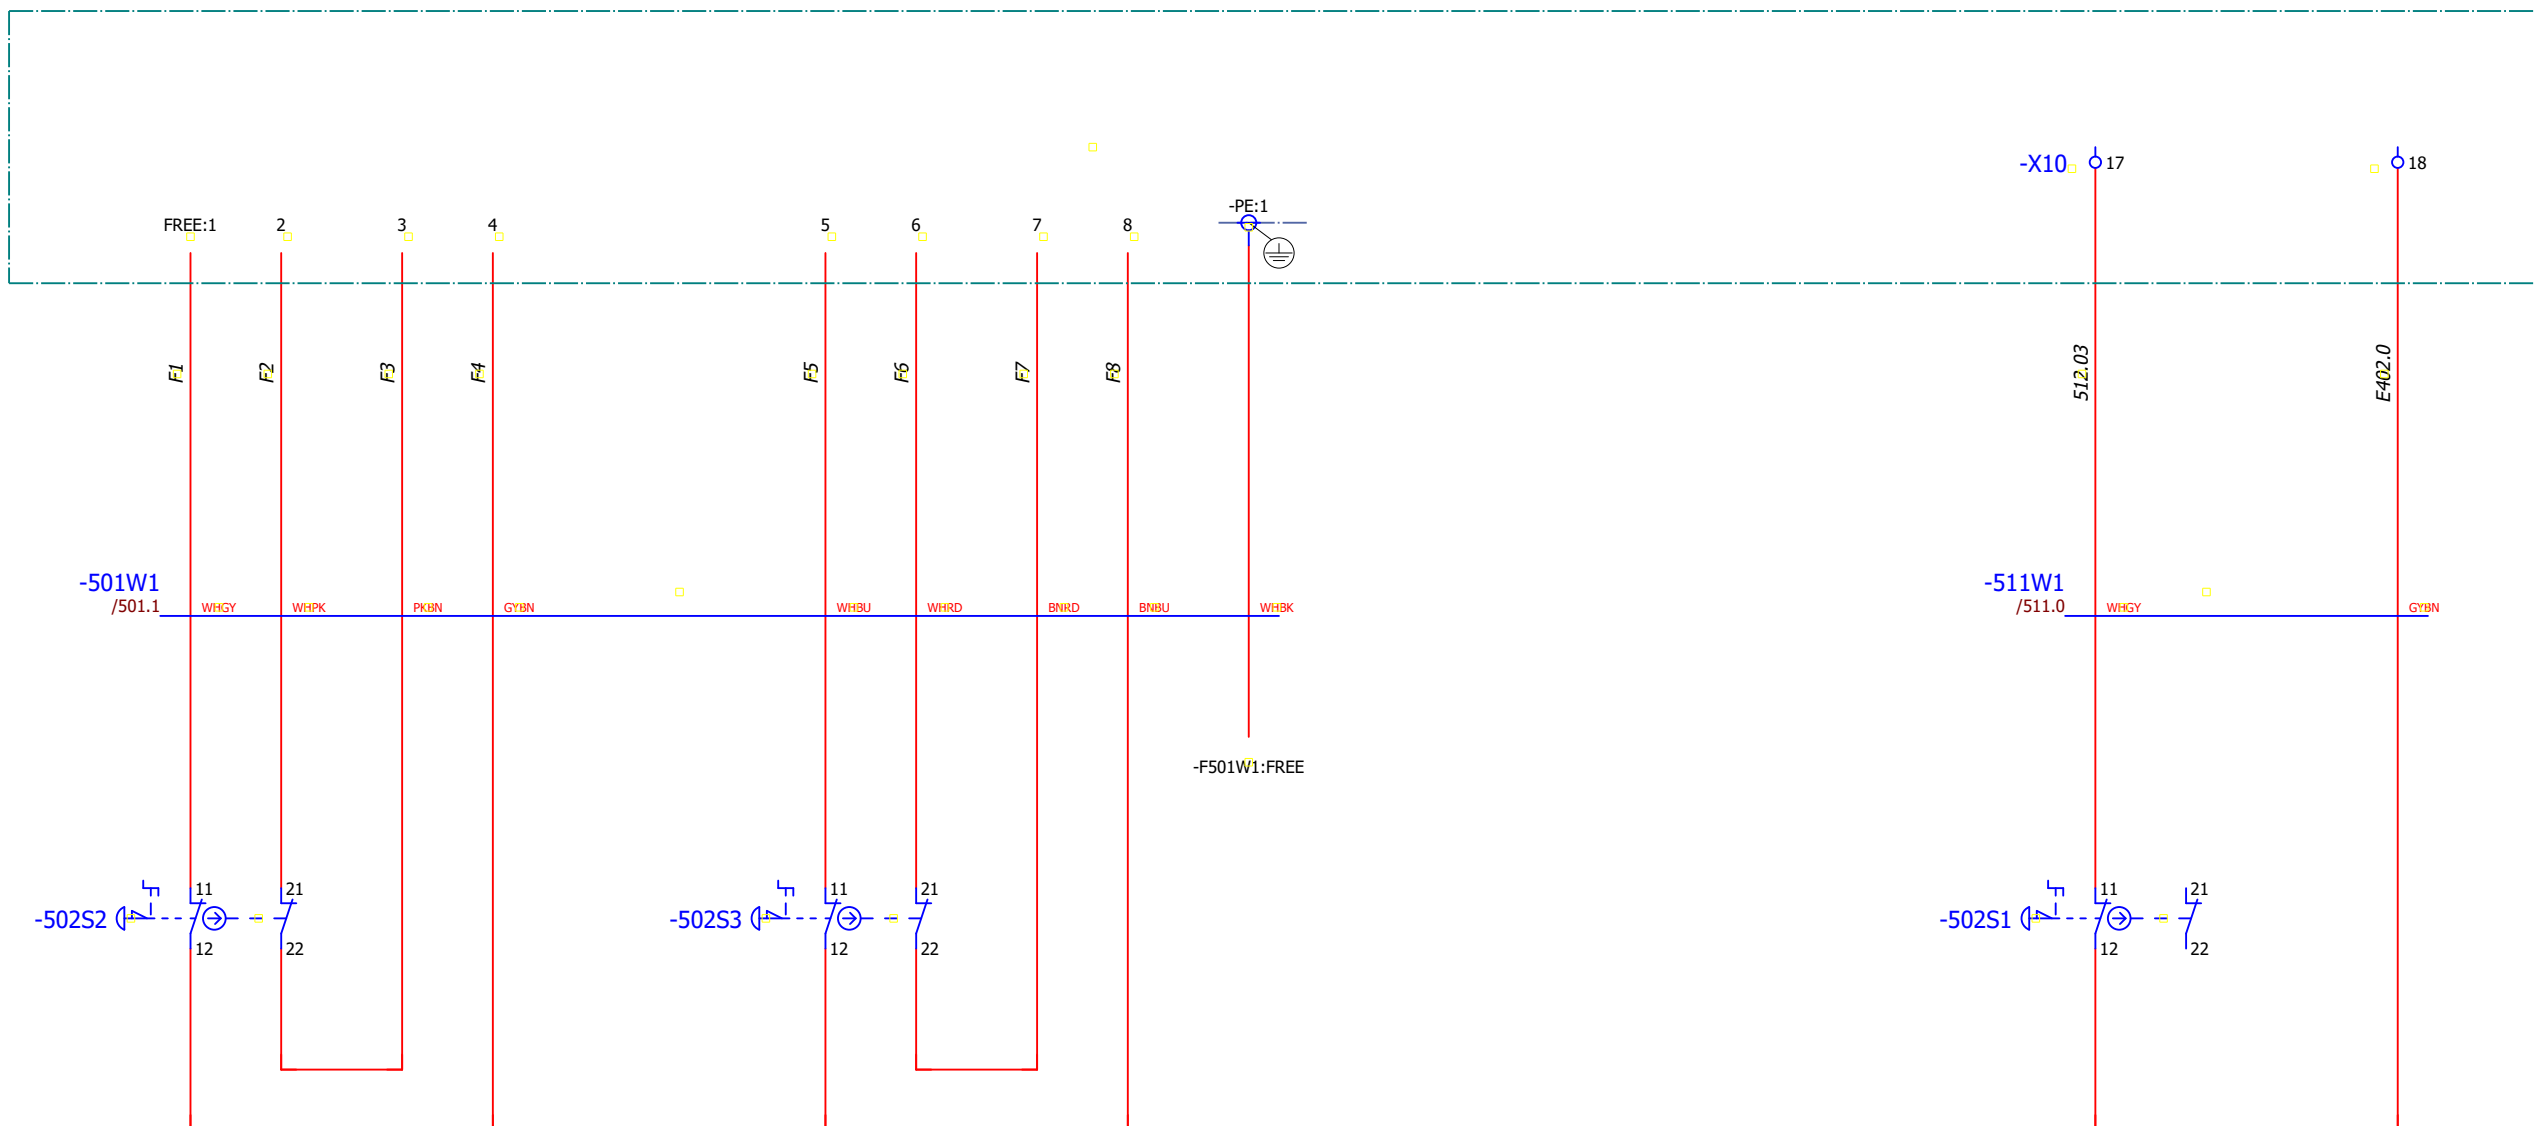 -X10 17 18
-PE:1
FREE:1 2 3 4 5 6 7 8
F1 F2 F3 F4 F5 F6 F7 F8 512.03 E402.0
-501W1 -511W1
/501.1 WHGY WHPK PKBN GYBN WHBU WHRD BNRD BNBU WHBK /511.0 WHGY GYBN
-F501W1:FREE
11 21 11 21 11 21
-502S2 -502S3 -502S1
12 22 12 22 12 22